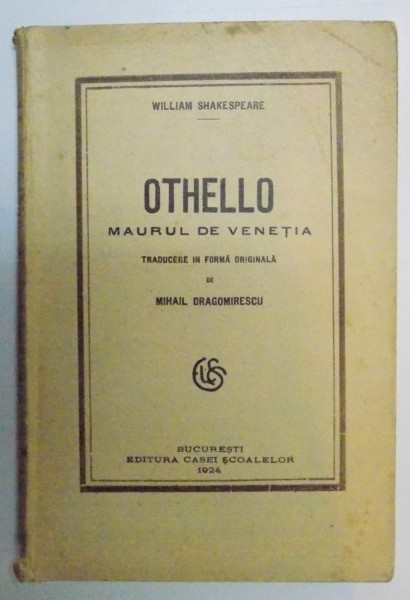 WILLIAM SHAKESPEARE
OTHELLO
MAURUL DE VENEȚIA
TRADUCERE IN FORMĂ ORIGINALĂ
DE
MIHAIL DRAGOMIRESCU
BUCUREȘTI
EDITURA CASEI ȘCOALELOR
1924